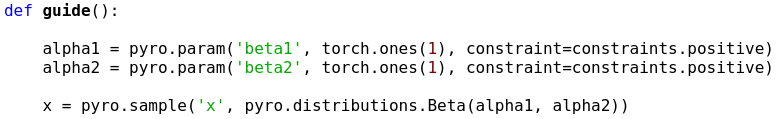 def guide():
alpha1 = pyro.param('beta1', torch.ones(1), constraint=constraints.positive)
alpha2 = pyro.param('beta2', torch.ones(1), constraint=constraints.positive)
x = pyro.sample('x', pyro.distributions.Beta(alpha1, alpha2))